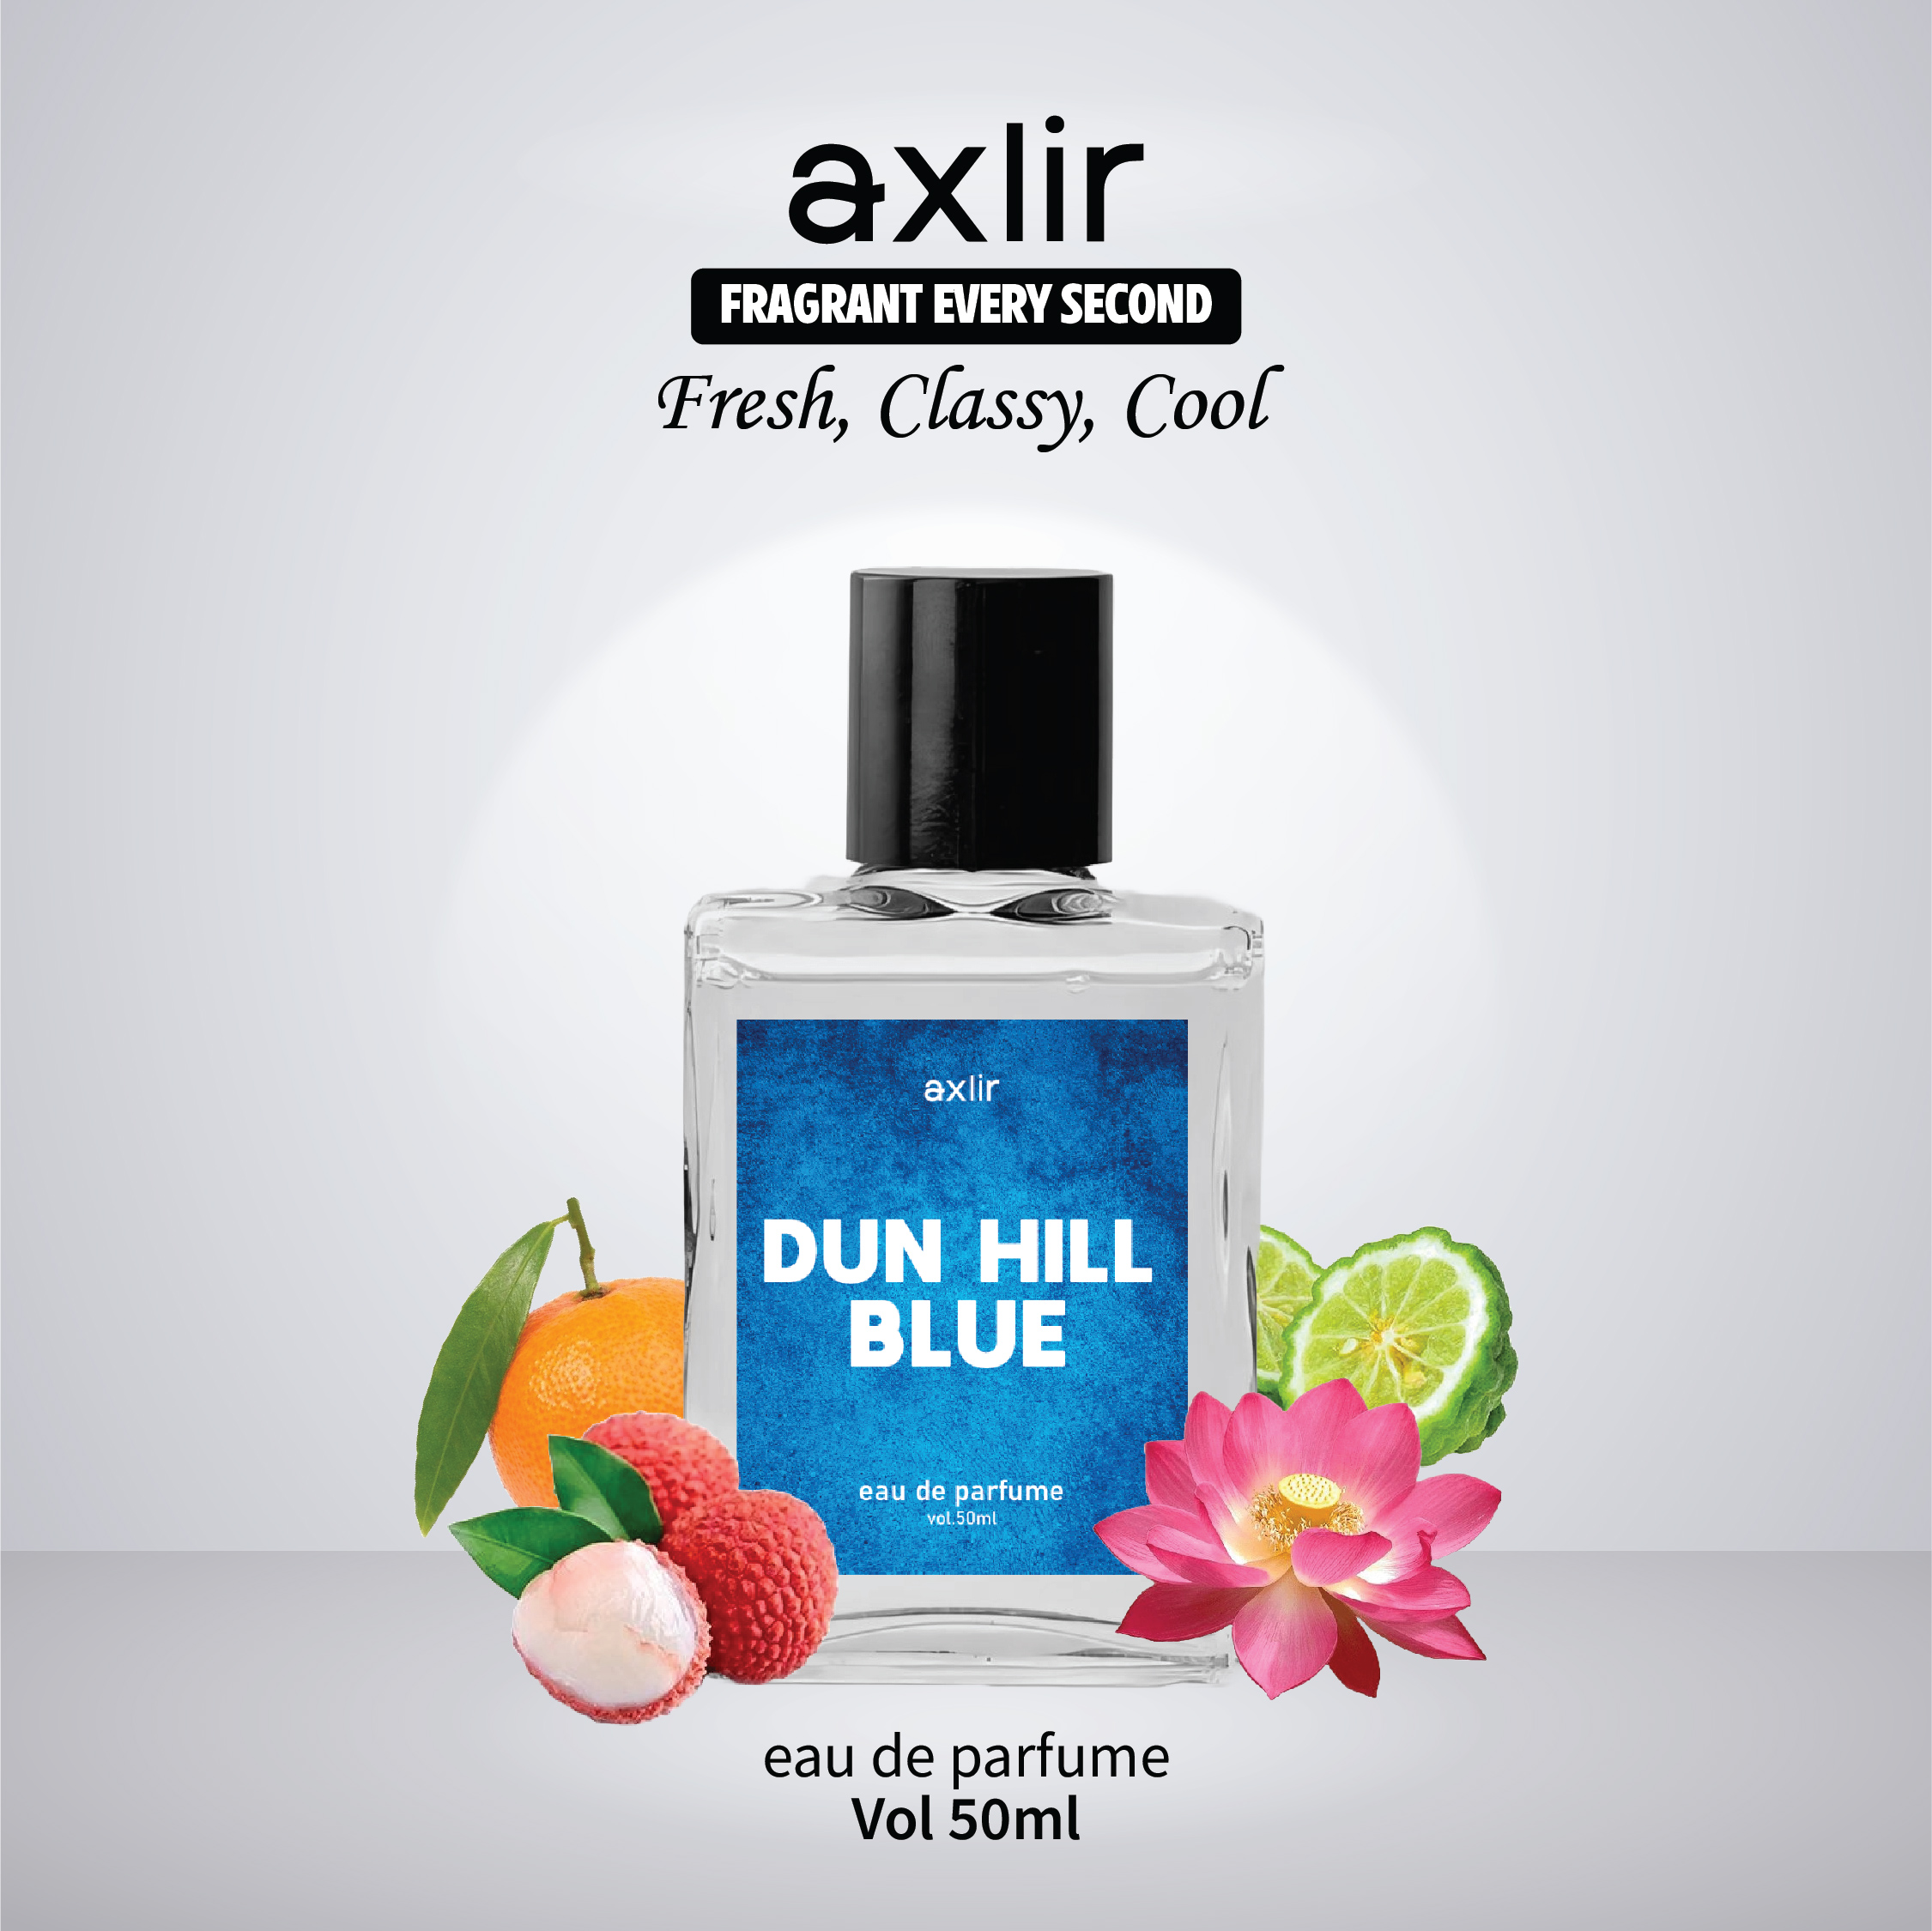 axlir
FRAGRANT EVERY SECOND
Fresh, Classy, Cool
axlir
DUN HILL
BLUE
eau de parfume
vol.50ml
eau de parfume
Vol 50ml